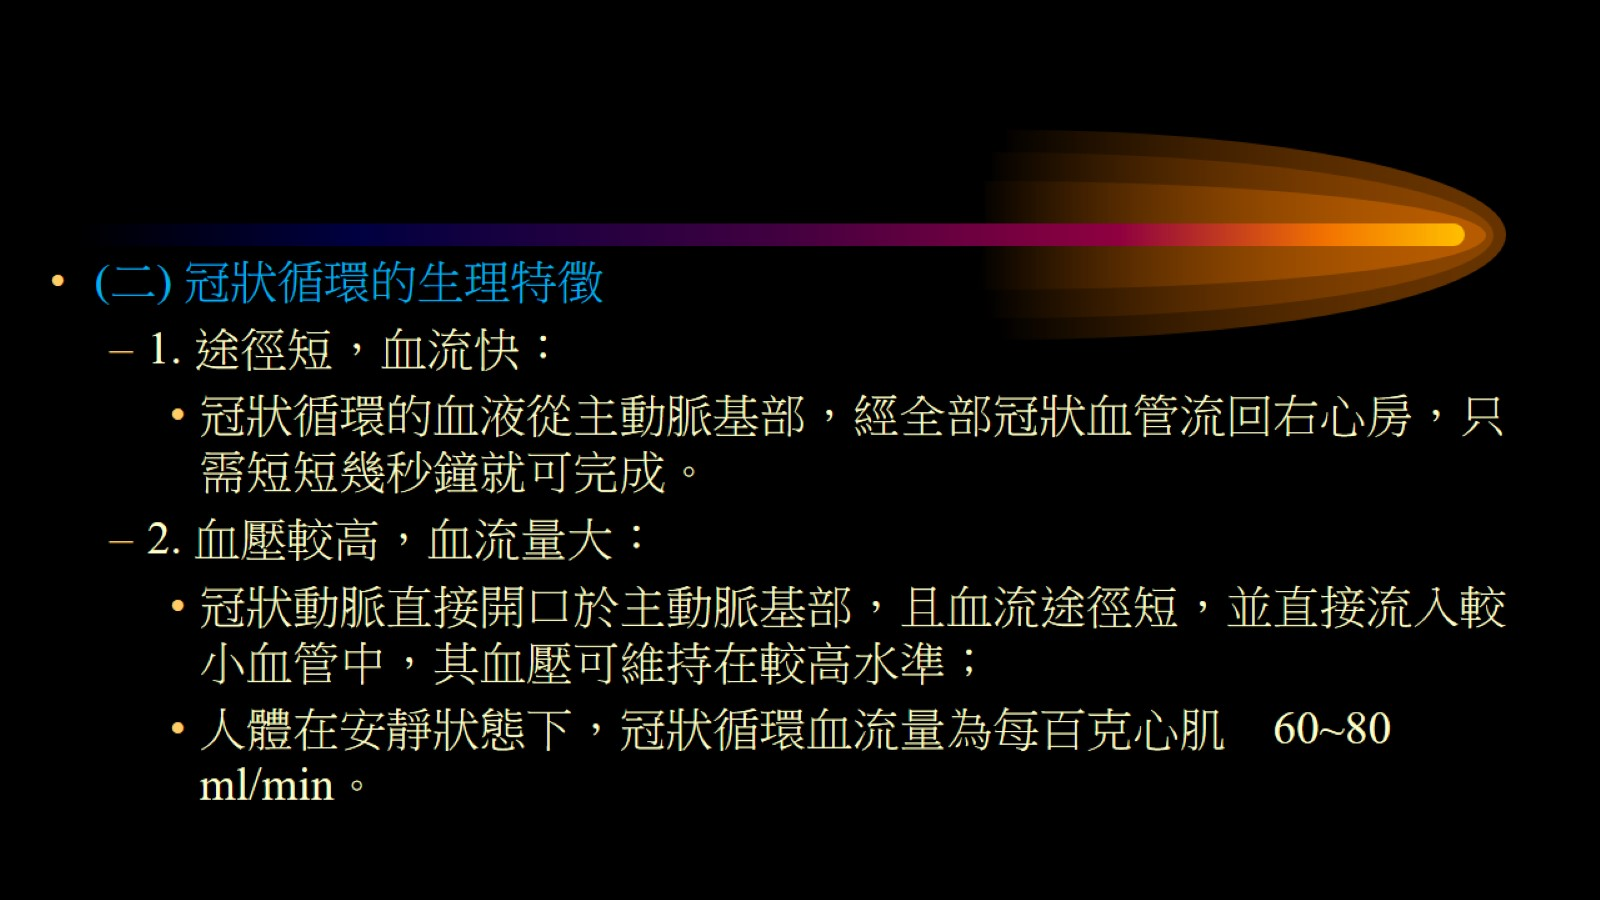 • (二) 冠狀循環的生理特徵
– 1. 途徑短，血流快：
• 冠狀循環的血液從主動脈基部，經全部冠狀血管流回右心房，只
需短短幾秒鐘就可完成。
– 2. 血壓較高，血流量大：
• 冠狀動脈直接開口於主動脈基部，且血流途徑短，並直接流入較
小血管中，其血壓可維持在較高水準；
• 人體在安靜狀態下，冠狀循環血流量為每百克心肌　60~80
ml/min。